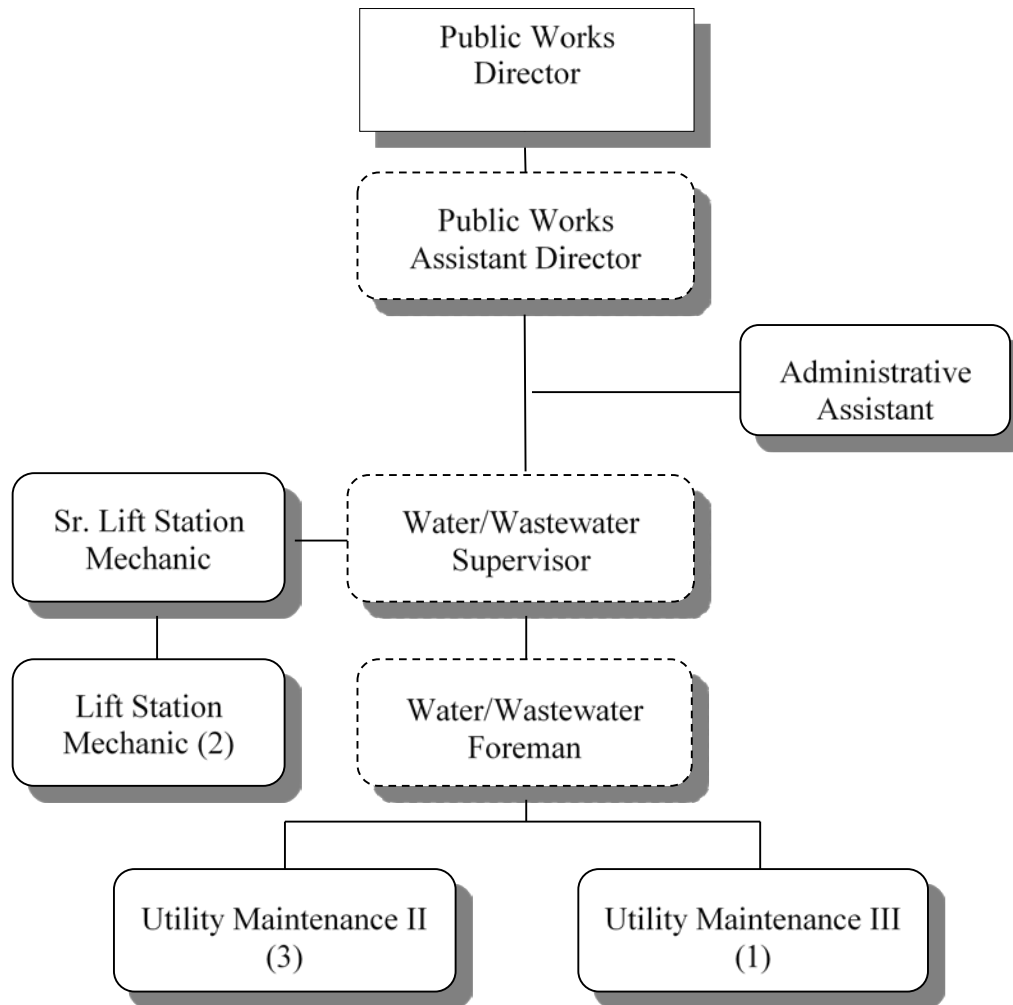 Public Works
Director
Public Works
Assistant Director
Administrative
Assistant
Sr. Lift Station
Mechanic
Water/Wastewater
Supervisor
Lift Station
Mechanic (2)
Water/Wastewater
Foreman
Utility Maintenance II
(3)
Utility Maintenance III
(1)